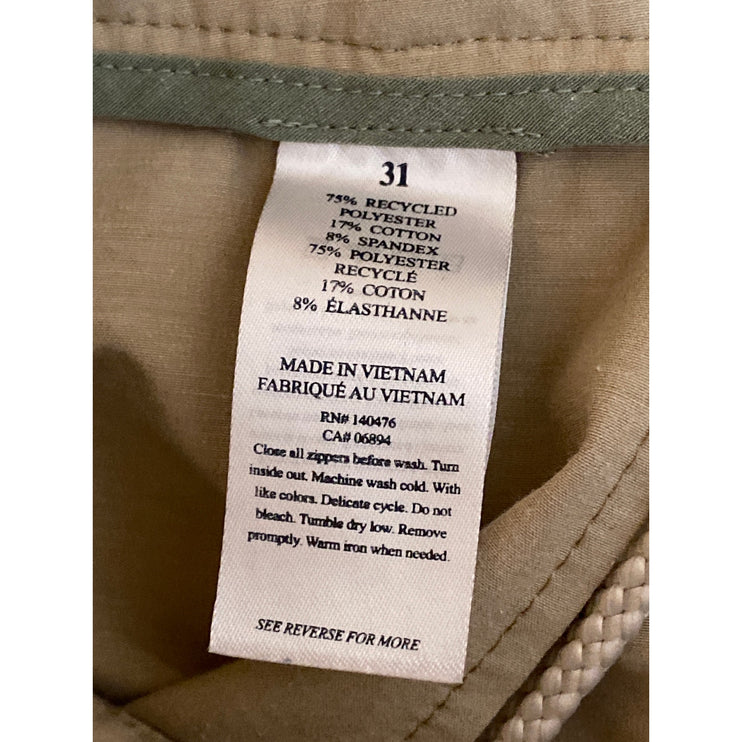 31
75% RECYCLED
POLYESTER
17% COTTON
8% SPANDEX
75% POLYESTER
RECYCLÉ
17% COTON
8% ÉLASTHANNE
MADE IN VIETNAM
FABRIQUÉ AU VIETNAM
RN# 140476
CA# 06894
Close all zippers before wash. Turn
inside out. Machine wash cold. With
like colors. Delicate cycle. Do not
bleach. Tumble dry low. Remove
promptly. Warm iron when needed.
SEE REVERSE FOR MORE